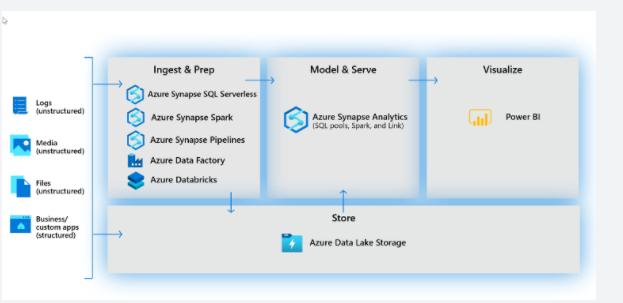 Logs
(unstructured)
Media
(unstructured)
Files
(unstructured)
Business/
custom apps
(structured)
Ingest & Prep
Azure Synapse SQL Serverless
Azure Synapse Spark
Azure Synapse Pipelines
Azure Data Factory
Azure Databricks
Model & Serve
Azure Synapse Analytics
(SQL pools, Spark, and Link)
Visualize
Power BI
Store
Azure Data Lake Storage